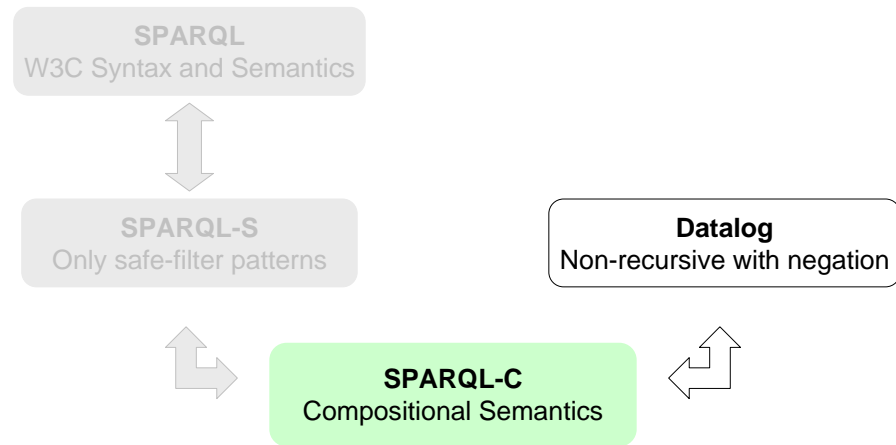 SPARQL
W3C Syntax and Semantics
SPARQL-S
Only safe-filter patterns
Datalog
Non-recursive with negation
SPARQL-C
Compositional Semantics